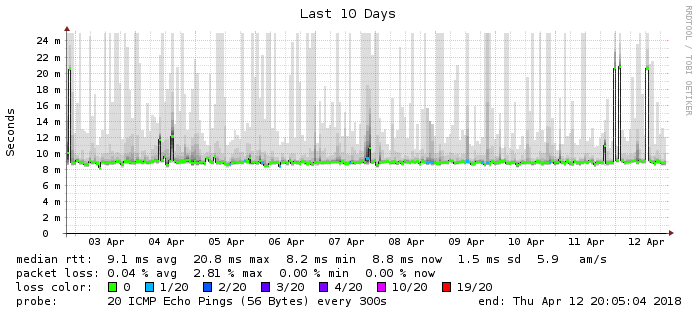 Last 10 Days
RRDTOOL / TOBI OETIKER
Seconds
24 m
22 m
20 m
18 m
16 m
14 m
12 m
10 m
8 m
6 m
4 m
2 m
0
03 Apr 04 Apr 05 Apr 06 Apr 07 Apr 08 Apr 09 Apr 10 Apr 11 Apr 12 Apr
median rtt: 9.1 ms avg 20.8 ms max 8.2 ms min 8.8 ms now 1.5 ms sd 5.9 am/s
packet loss: 0.04 % avg 2.81 % max 0.00 % min 0.00 % now
loss color: 0 1/20 2/20 3/20 4/20 10/20 19/20
probe: 20 ICMP Echo Pings (56 Bytes) every 300s end: Thu Apr 12 20:05:04 2018